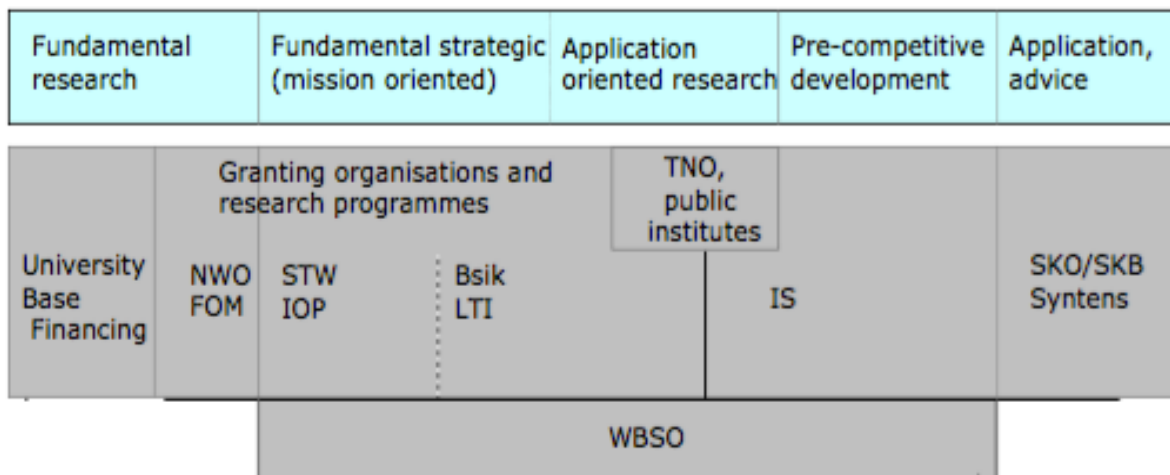 Fundamental
research
Fundamental strategic
(mission oriented)
Application
oriented research
Pre-competitive
development
Application,
advice
Granting organisations and
research programmes
TNO,
public
institutes
University
Base
Financing
NWO
FOM
STW
IOP
Bsik
LTI
IS
SKO/SKB
Syntens
WBSO